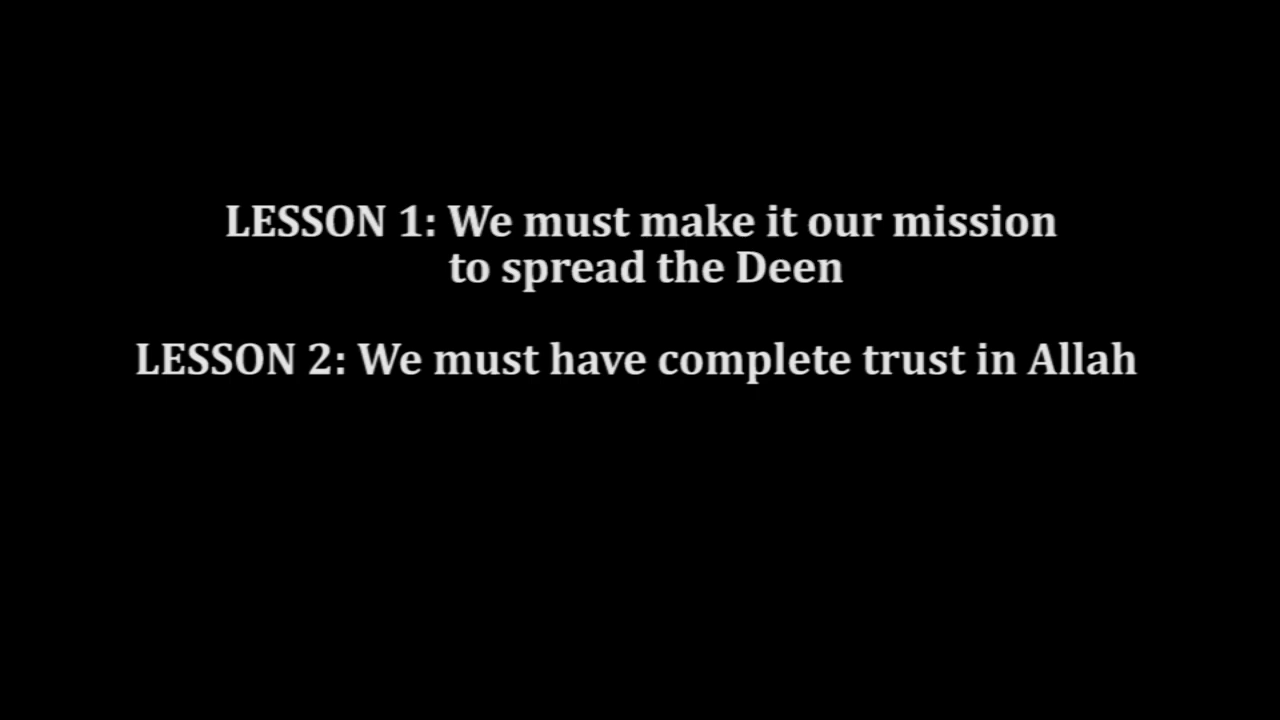 LESSON 1: We must make it our mission
to spread the Deen
LESSON 2: We must have complete trust in Allah